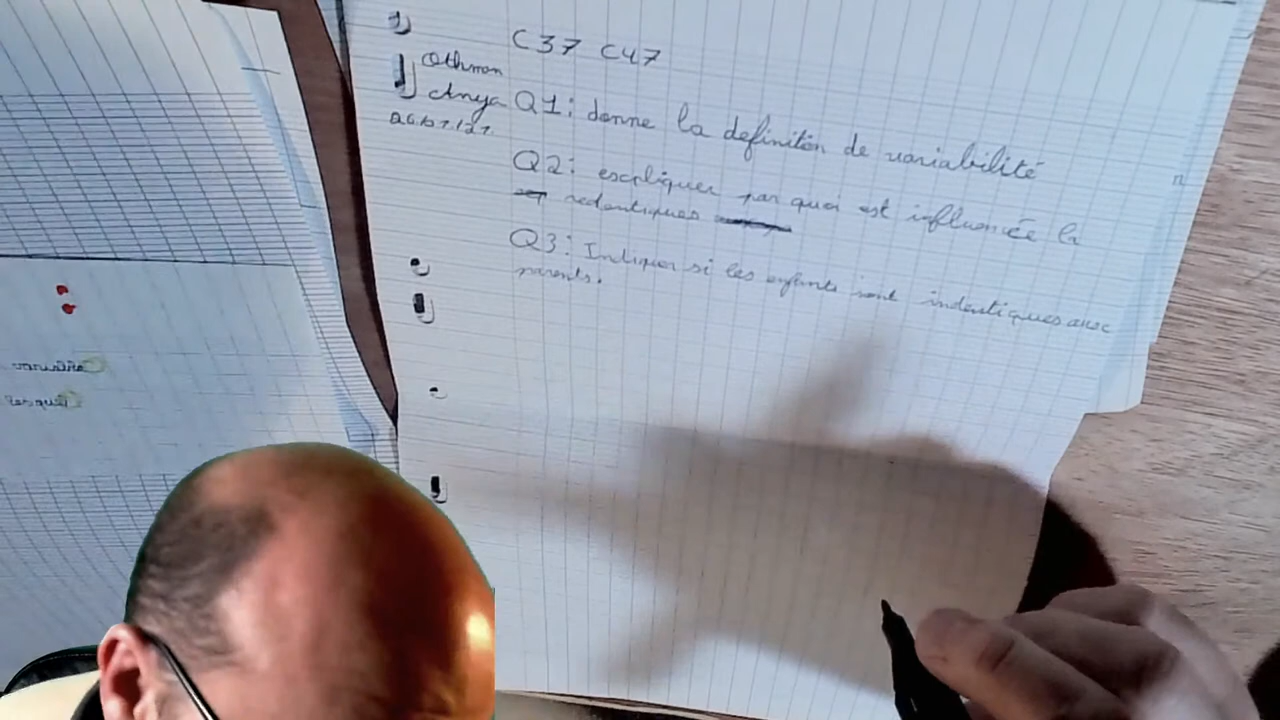 C37 C47
Othman
Anya
Q1: donne la definition de variabilité
Q2: expliquer par quoi est influencée la
redentiques
Q3: Indiquer si les enfants sont indentiques avec
parents.